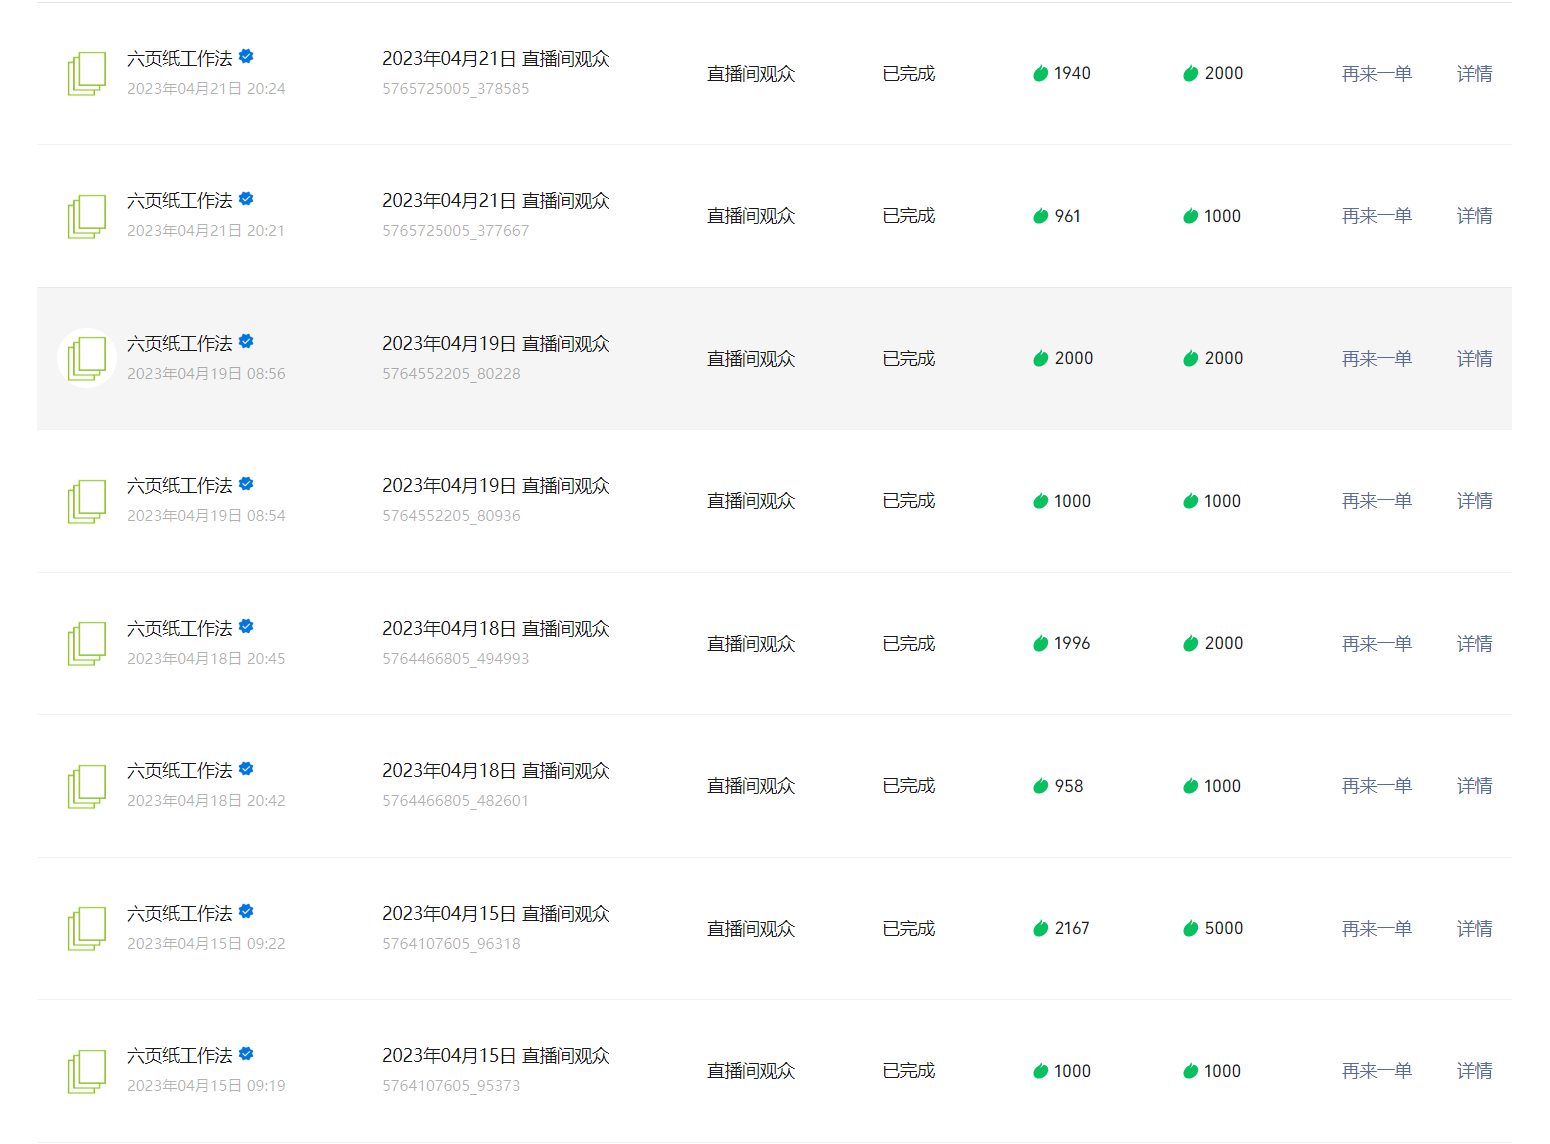 六页纸工作法
2023年04月21日 20:24
2023年04月21日 直播间观众
5765725005_378585
直播间观众
已完成
1940
2000
再来一单
详情
六页纸工作法
2023年04月21日 20:21
2023年04月21日 直播间观众
5765725005_377667
直播间观众
已完成
961
1000
再来一单
详情
六页纸工作法
2023年04月19日 08:56
2023年04月19日 直播间观众
5764552205_80228
直播间观众
已完成
2000
2000
再来一单
详情
六页纸工作法
2023年04月19日 08:54
2023年04月19日 直播间观众
5764552205_80936
直播间观众
已完成
1000
1000
再来一单
详情
六页纸工作法
2023年04月18日 20:45
2023年04月18日 直播间观众
5764466805_494993
直播间观众
已完成
1996
2000
再来一单
详情
六页纸工作法
2023年04月18日 20:42
2023年04月18日 直播间观众
5764466805_482601
直播间观众
已完成
958
1000
再来一单
详情
六页纸工作法
2023年04月15日 09:22
2023年04月15日 直播间观众
5764107605_96318
直播间观众
已完成
2167
5000
再来一单
详情
六页纸工作法
2023年04月15日 09:19
2023年04月15日 直播间观众
5764107605_95373
直播间观众
已完成
1000
1000
再来一单
详情